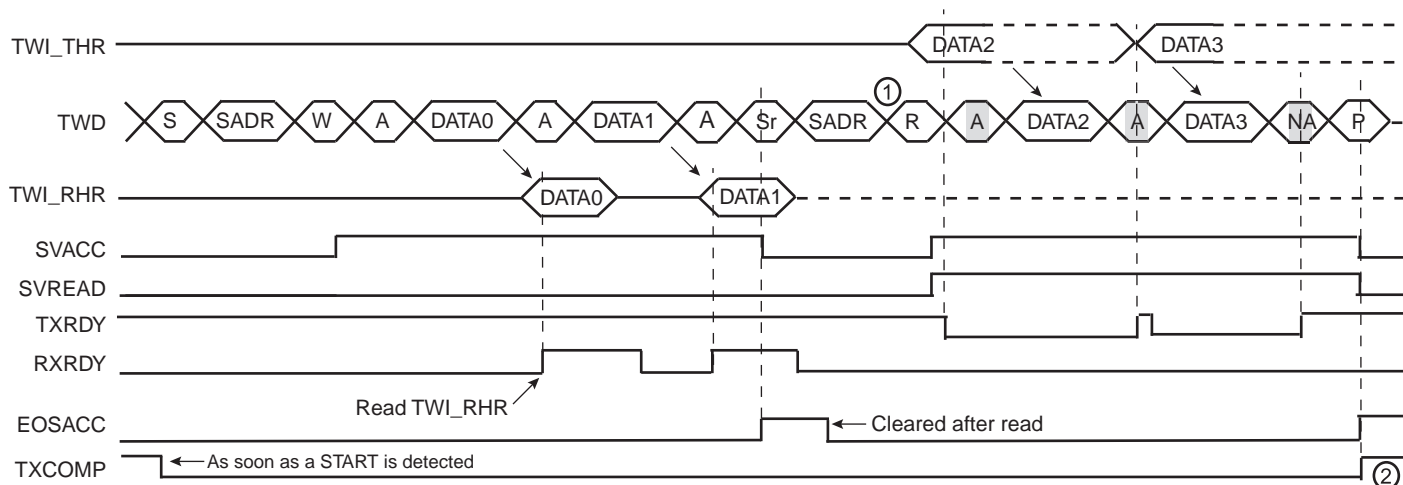 TWI_THR DATA2 DATA3
①
TWD S SADR W A DATA0 A DATA1 A Sr SADR R A DATA2 A DATA3 NA P
TWI_RHR DATA0 DATA1
SVACC
SVREAD
TXRDY
RXRDY
Read TWI_RHR
EOSACC Cleared after read
TXCOMP As soon as a START is detected ②